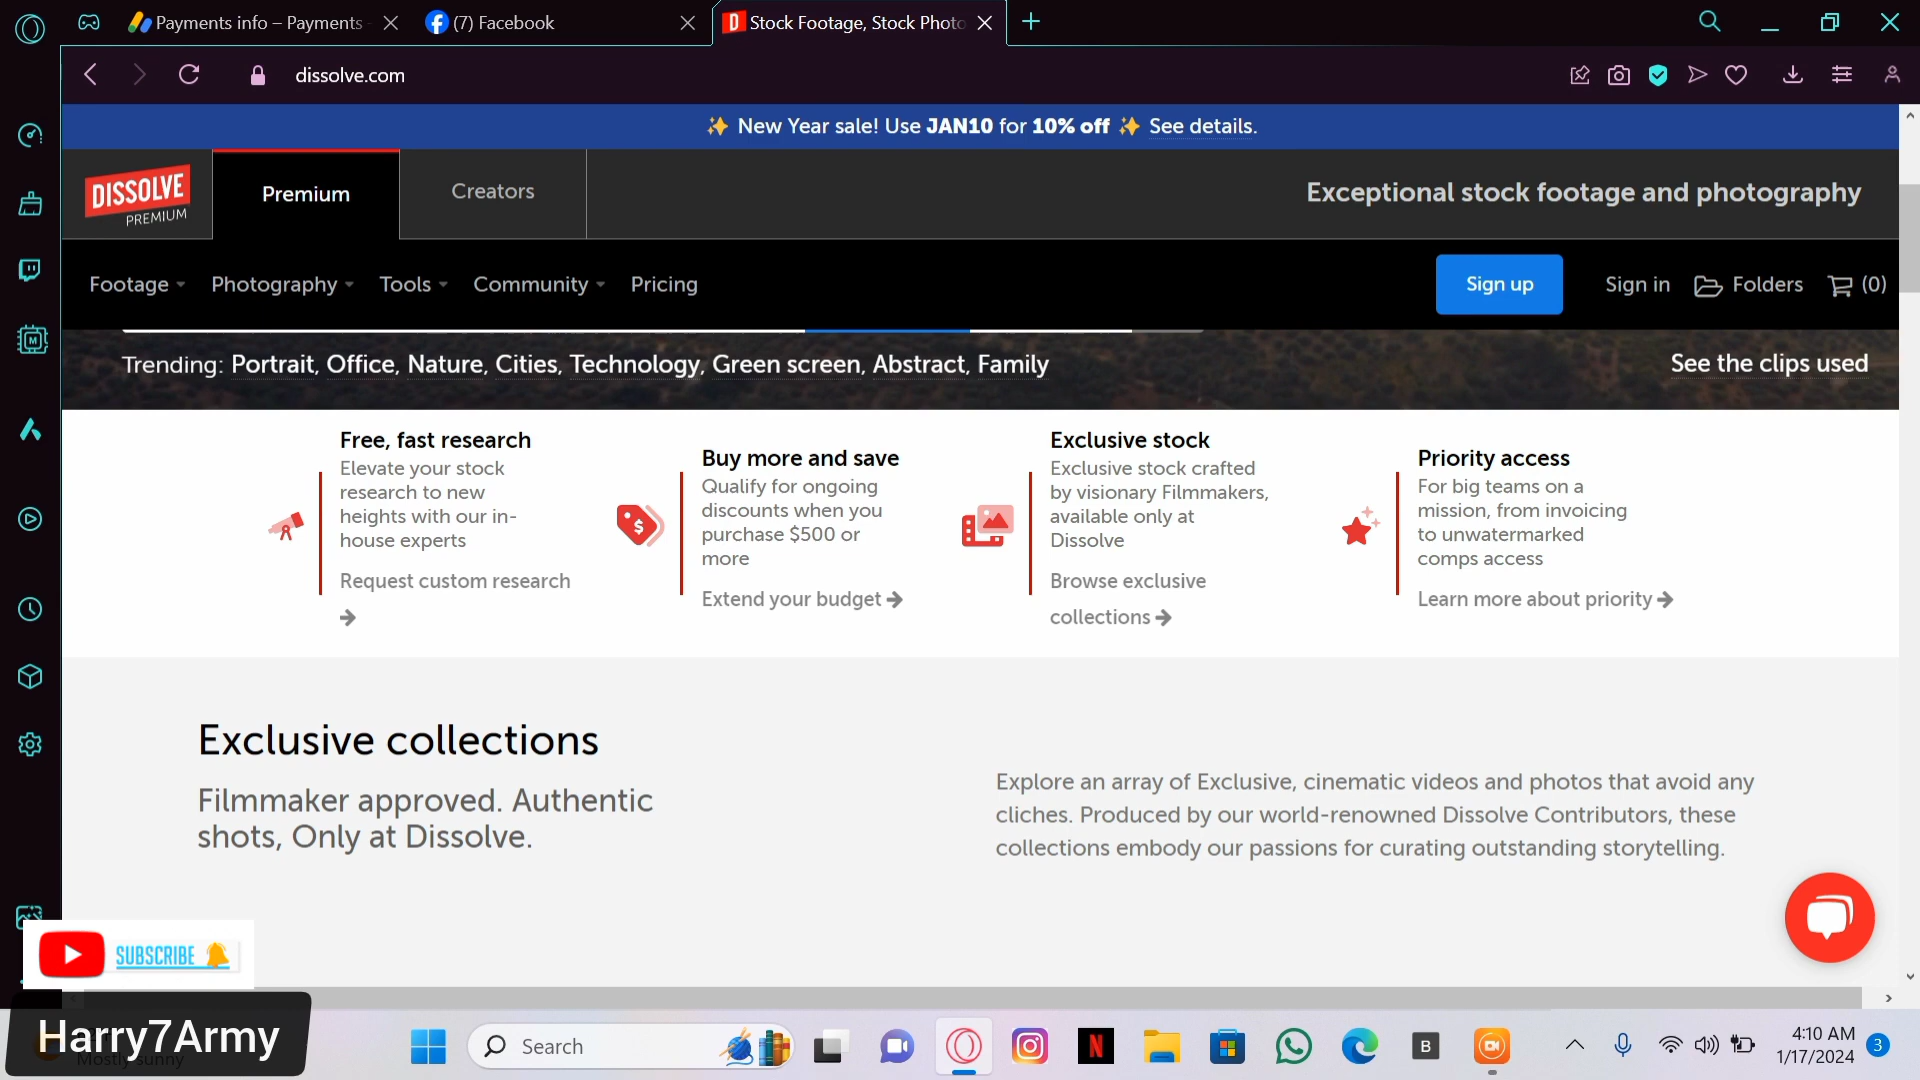 Payments info – Payments
(7) Facebook
Stock Footage, Stock Photo
dissolve.com
✨ New Year sale! Use JAN10 for 10% off ✨ See details.
DISSOLVE
PREMIUM
Premium
Creators
Exceptional stock footage and photography
Footage
Photography
Tools
Community
Pricing
Sign up
Sign in
Folders
(0)
Trending: Portrait, Office, Nature, Cities, Technology, Green screen, Abstract, Family
See the clips used
Free, fast research
Elevate your stock
research to new
heights with our in-
house experts
Request custom research
→
Buy more and save
Qualify for ongoing
discounts when you
purchase $500 or
more
Extend your budget →
Exclusive stock
Exclusive stock crafted
by visionary Filmmakers,
available only at
Dissolve
Browse exclusive
collections →
Priority access
For big teams on a
mission, from invoicing
to unwatermarked
comps access
Learn more about priority →
Exclusive collections
Filmmaker approved. Authentic
shots, Only at Dissolve.
Explore an array of Exclusive, cinematic videos and photos that avoid any
cliches. Produced by our world-renowned Dissolve Contributors, these
collections embody our passions for curating outstanding storytelling.
SUBSCRIBE
Harry7Army
Mostly sunny
Search
N
B
4:10 AM
1/17/2024
3